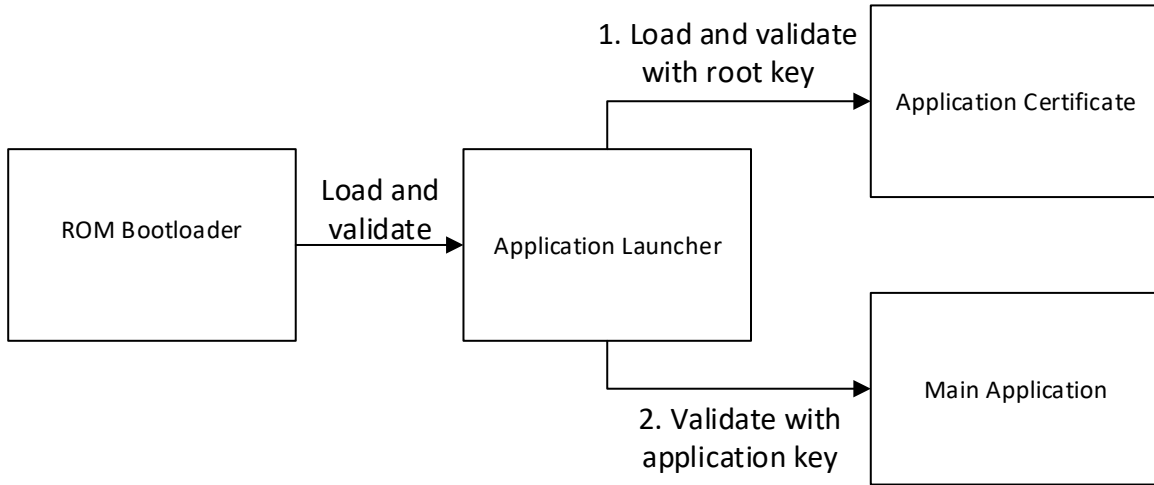 ROM Bootloader
Load and
validate
Application Launcher
1. Load and validate
with root key
Application Certificate
2. Validate with
application key
Main Application